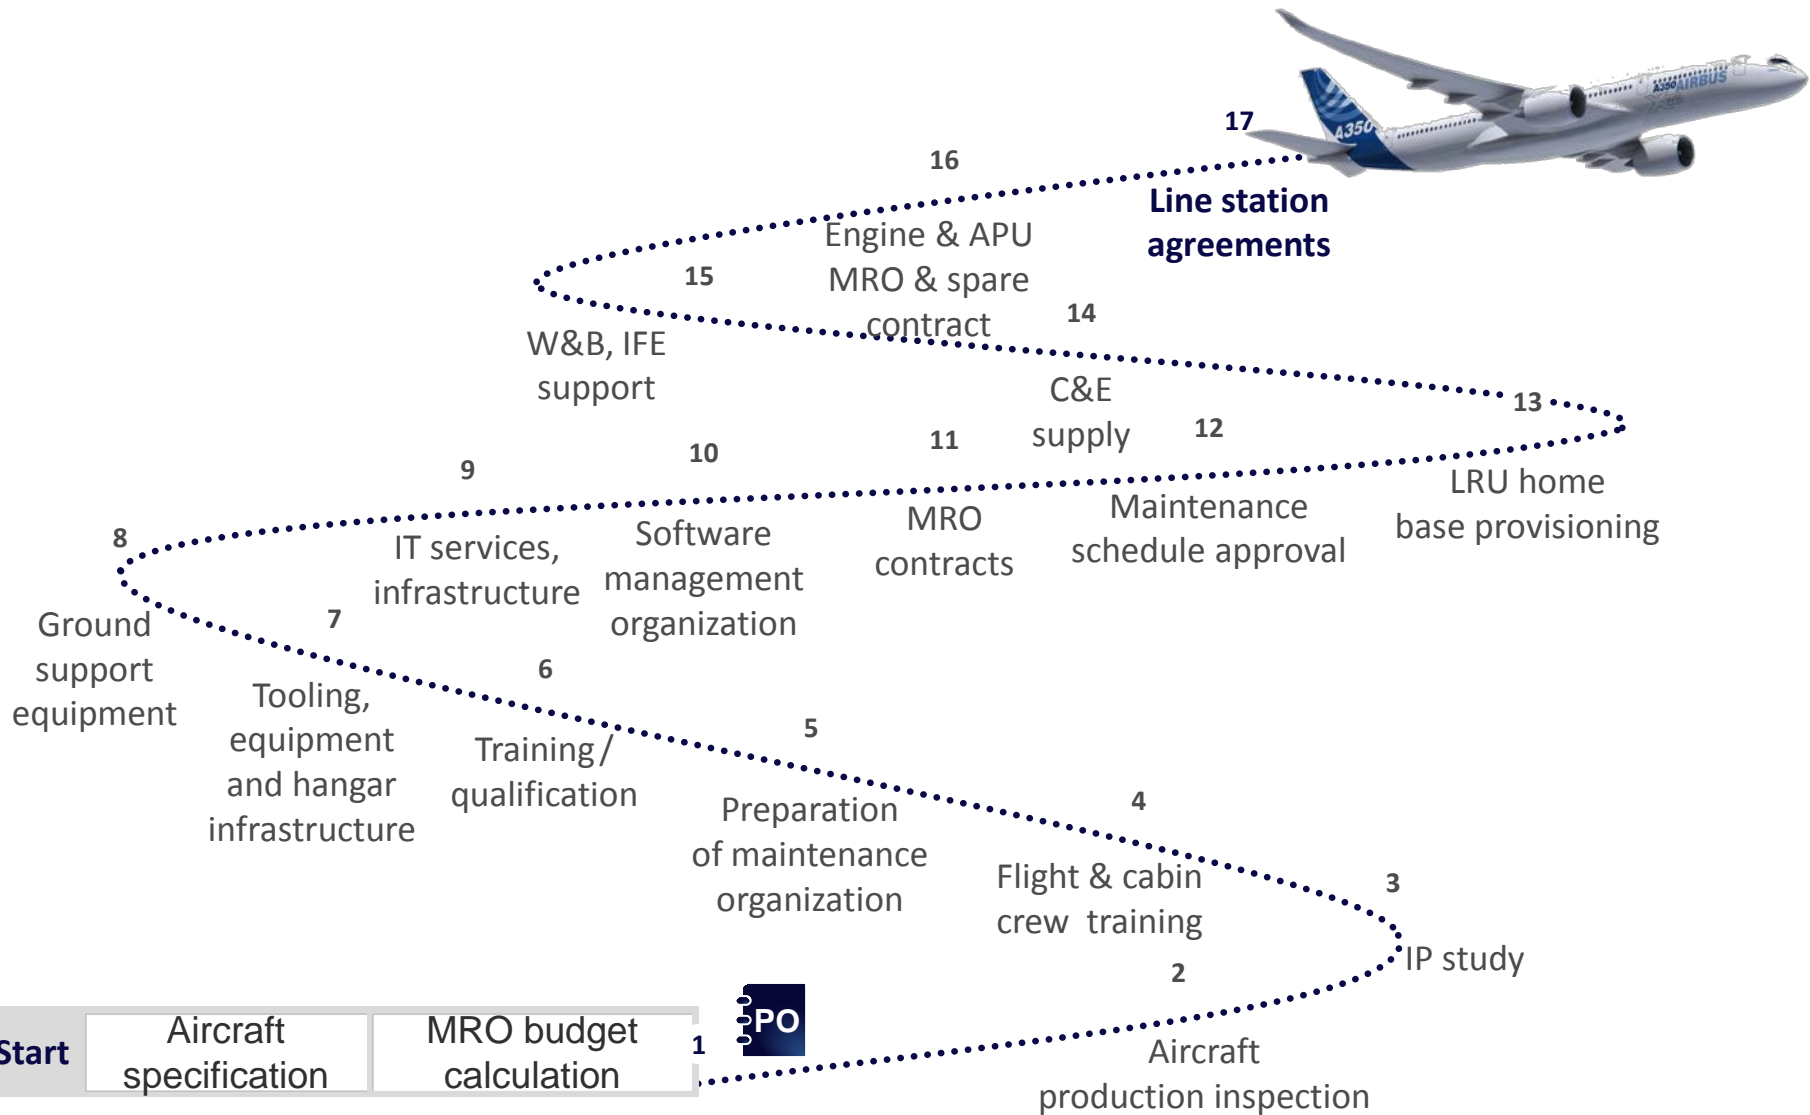 17
16
Line station
agreements
Engine & APU
MRO & spare
contract
15
14
W&B, IFE
support
C&E
supply
13
12
11
10
9
LRU home
base provisioning
Maintenance
schedule approval
MRO
contracts
Software
management
organization
IT services,
infrastructure
8
Ground
support
equipment
7
Tooling,
equipment
and hangar
infrastructure
6
Training/
qualification
5
Preparation
of maintenance
organization
4
Flight & cabin
crew training
3
IP study
2
Aircraft
production inspection
Start
Aircraft
specification
MRO budget
calculation
1
PO
A350
A350 AIRBUS